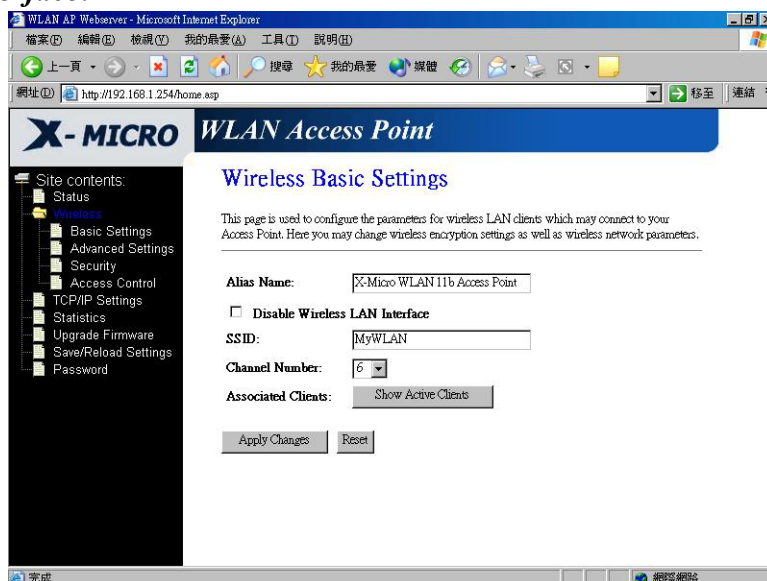 WLAN AP Webserver - Microsoft Internet Explorer
檔案(F) 編輯(E) 檢視(V) 我的最愛(A) 工具(T) 說明(H)
上一頁 搜尋 我的最愛 媒體
網址(D) http://192.168.1.254/home.asp 移至 連結
X-MICRO WLAN Access Point
Site contents:
Status
Wireless
Basic Settings
Advanced Settings
Security
Access Control
TCP/IP Settings
Statistics
Upgrade Firmware
Save/Reload Settings
Password
Wireless Basic Settings
This page is used to configure the parameters for wireless LAN clients which may connect to your
Access Point. Here you may change wireless encryption settings as well as wireless network parameters.
Alias Name: X-Micro WLAN 11b Access Point
Disable Wireless LAN Interface
SSID: MyWLAN
Channel Number: 6
Associated Clients: Show Active Clients
Apply Changes Reset
完成 網際網路